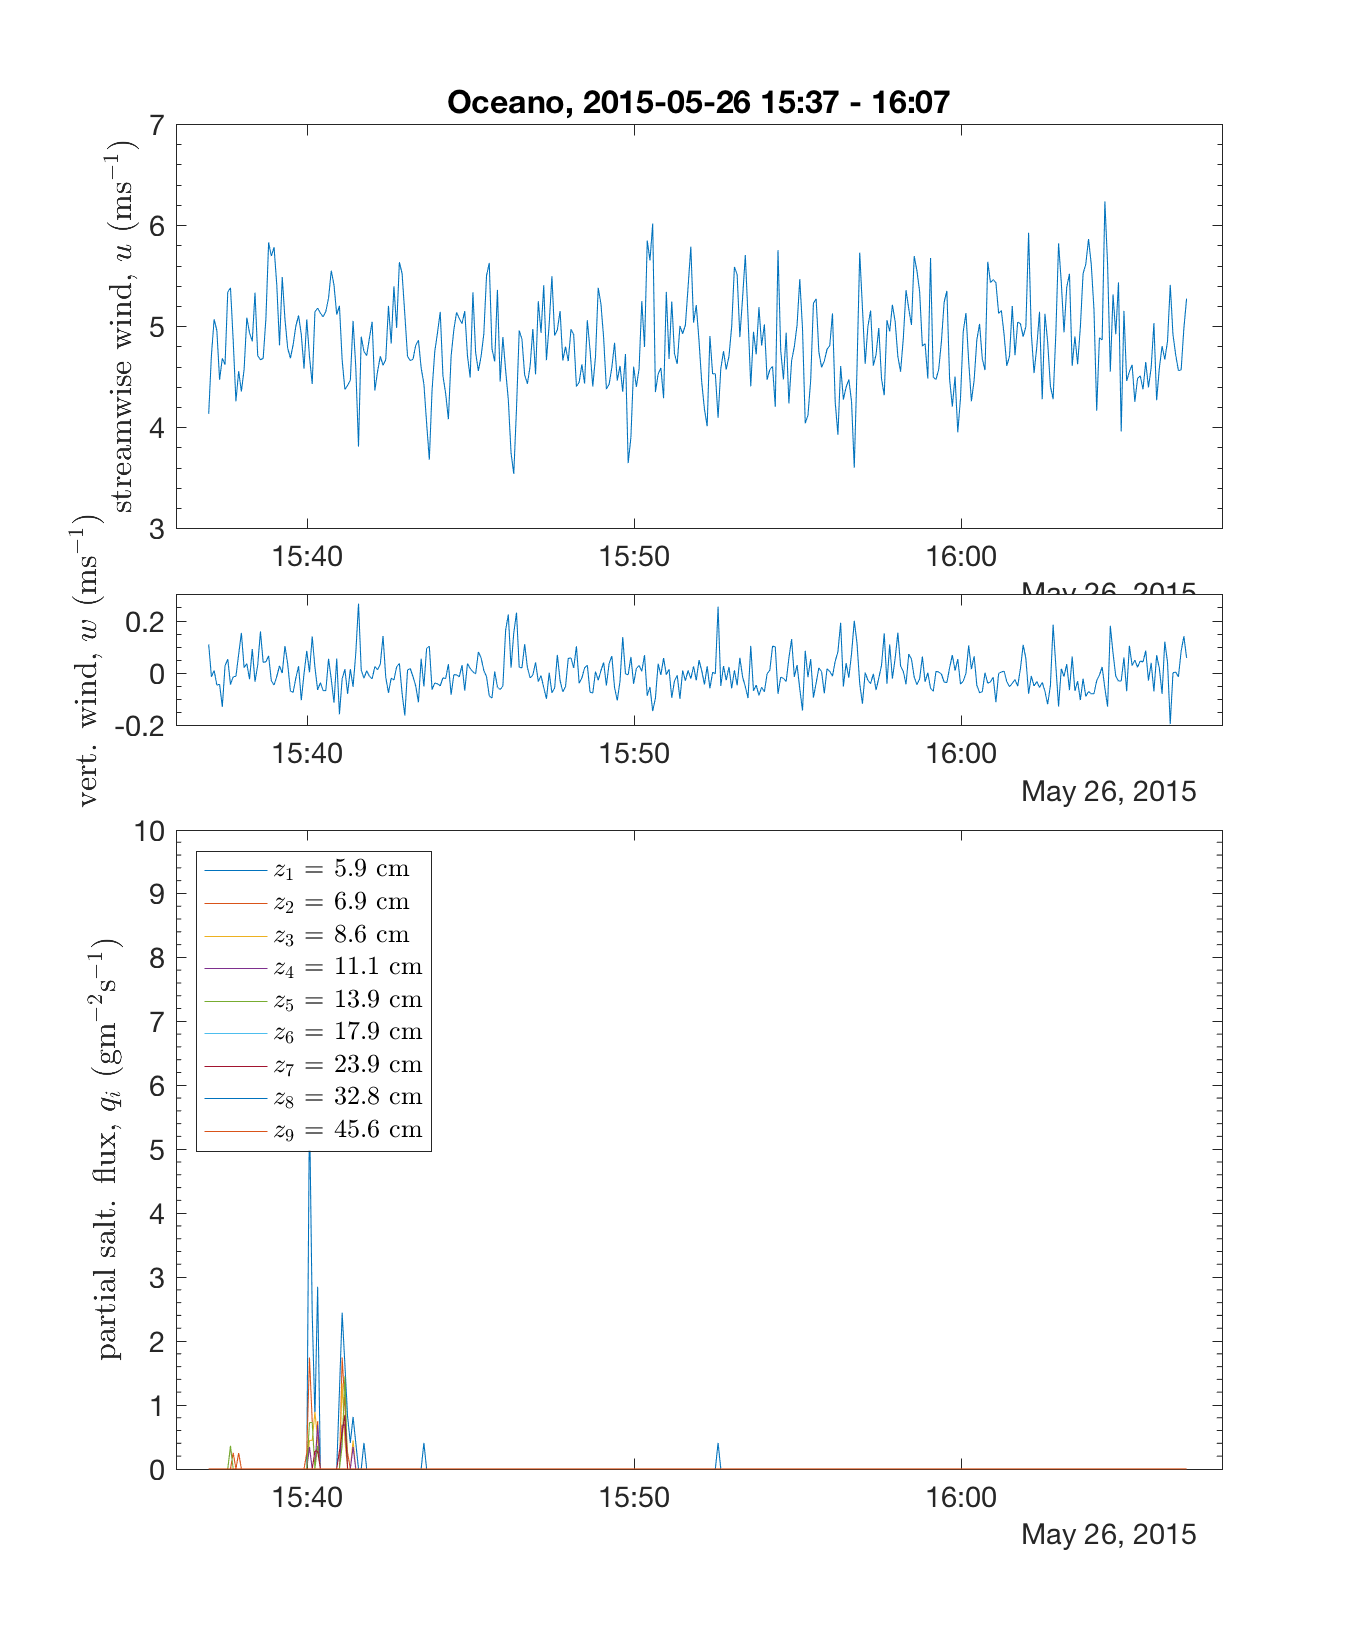 Oceano, 2015-05-26 15:37 - 16:07
streamwise wind, u (ms⁻¹)
7
6
5
4
3
15:40 15:50 16:00
May 26, 2015
vert. wind, w (ms⁻¹)
0.2
0
-0.2
15:40 15:50 16:00
May 26, 2015
partial salt. flux, qᵢ (gm⁻²s⁻¹)
10
9
8
7
6
5
4
3
2
1
0
z₁ = 5.9 cm
z₂ = 6.9 cm
z₃ = 8.6 cm
z₄ = 11.1 cm
z₅ = 13.9 cm
z₆ = 17.9 cm
z₇ = 23.9 cm
z₈ = 32.8 cm
z₉ = 45.6 cm
15:40 15:50 16:00
May 26, 2015